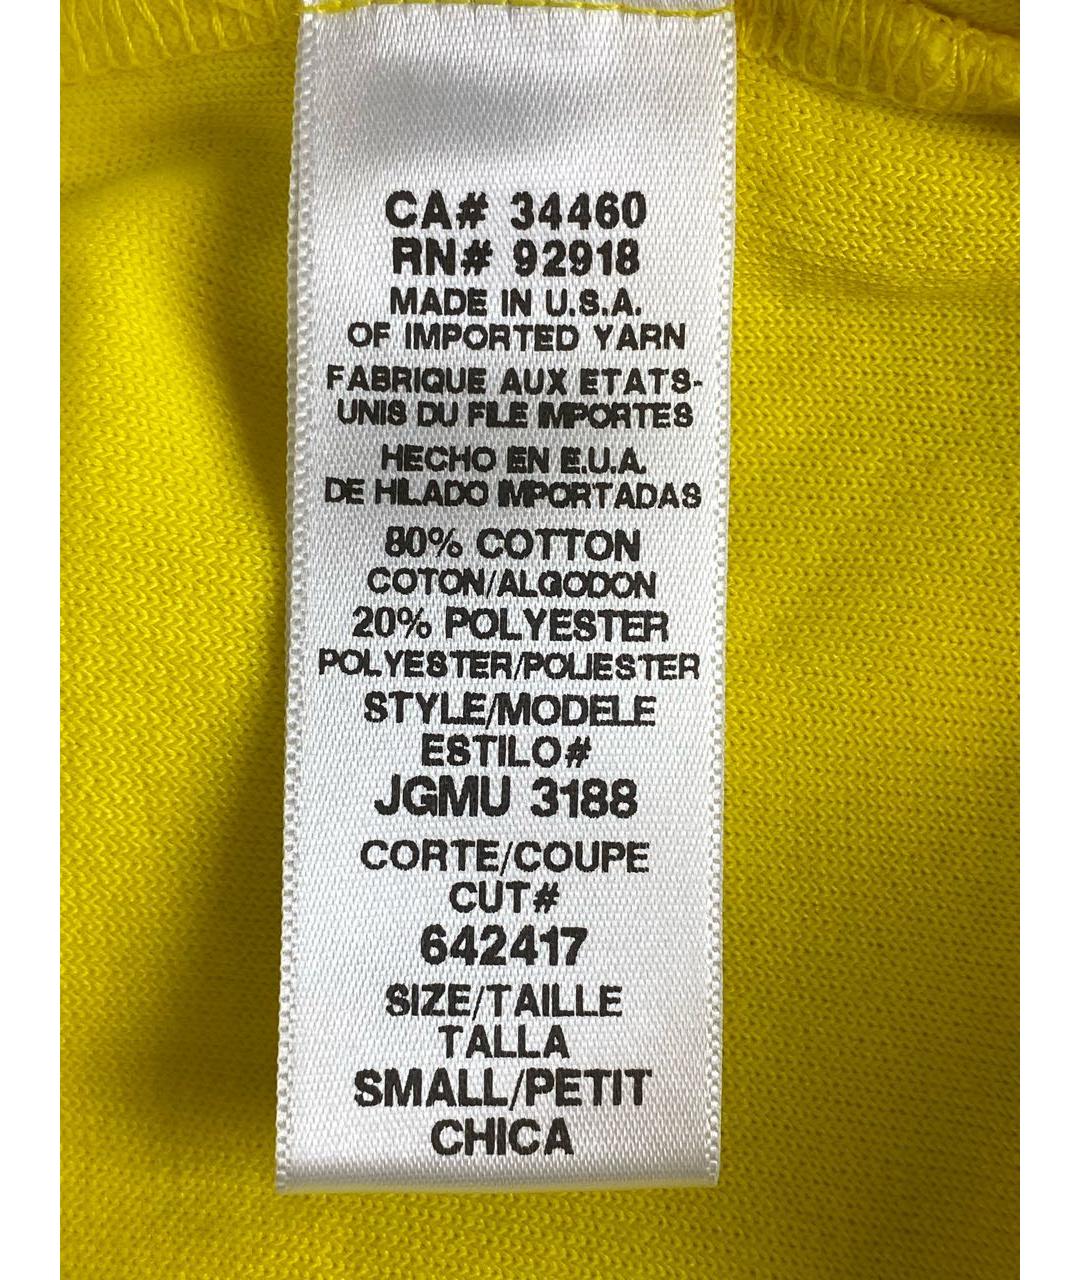 CA# 34460
RN# 92918
MADE IN U.S.A.
OF IMPORTED YARN
FABRIQUE AUX ETATS-
UNIS DU FILE IMPORTES
HECHO EN E.U.A.
DE HILADO IMPORTADAS
80% COTTON
COTON/ALGODON
20% POLYESTER
POLYESTER/POLIESTER
STYLE/MODELE
ESTILO#
JGMU 3188
CORTE/COUPE
CUT#
642417
SIZE/TAILLE
TALLA
SMALL/PETIT
CHICA